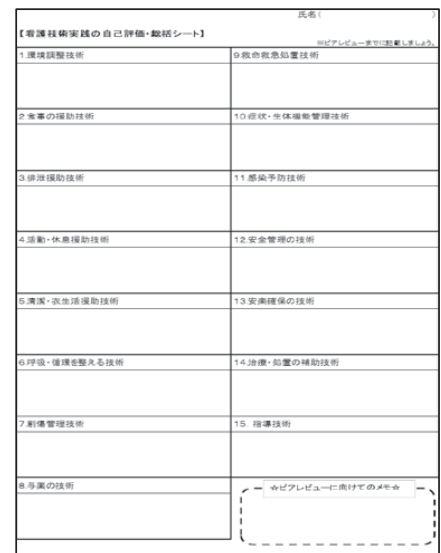 氏名(　　　)
【看護技術実践の自己評価・総括シート】
※ピアレビューまでに記載しましょう。
1.環境調整技術
9.救命救急処置技術
2.食事の援助技術
10.症状・生体機能管理技術
3.排泄援助技術
11.感染予防技術
4.活動・休息援助技術
12.安全管理の技術
5.清潔・衣生活援助技術
13.安楽確保の技術
6.呼吸・循環を整える技術
14.治療・処置の補助技術
7.創傷管理技術
15. 指導技術
8.与薬の技術
☆ピアレビューに向けてのメモ☆